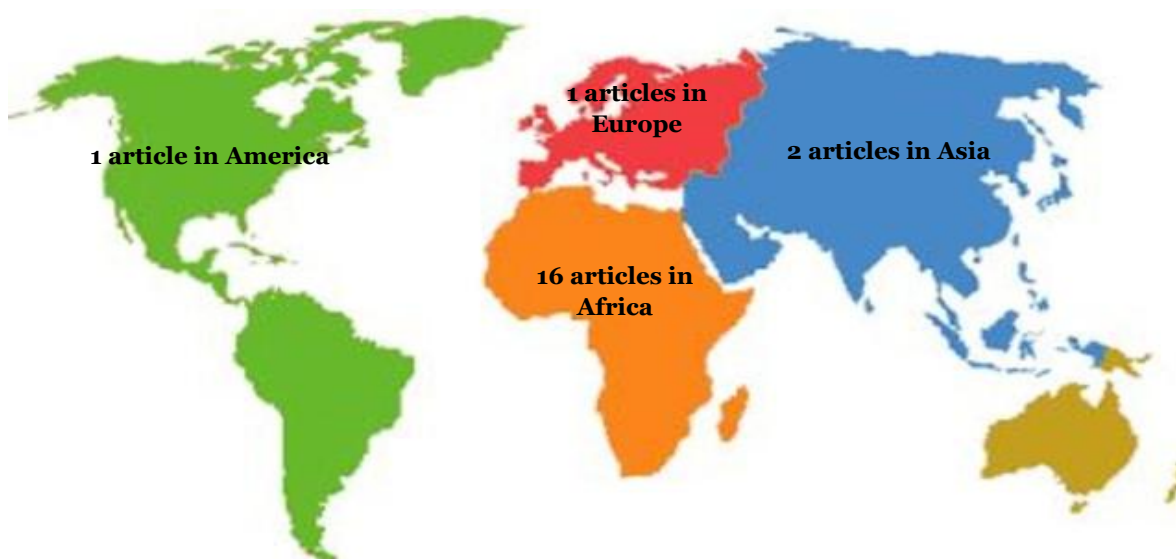 1 articles in
Europe
1 article in America
2 articles in Asia
16 articles in
Africa